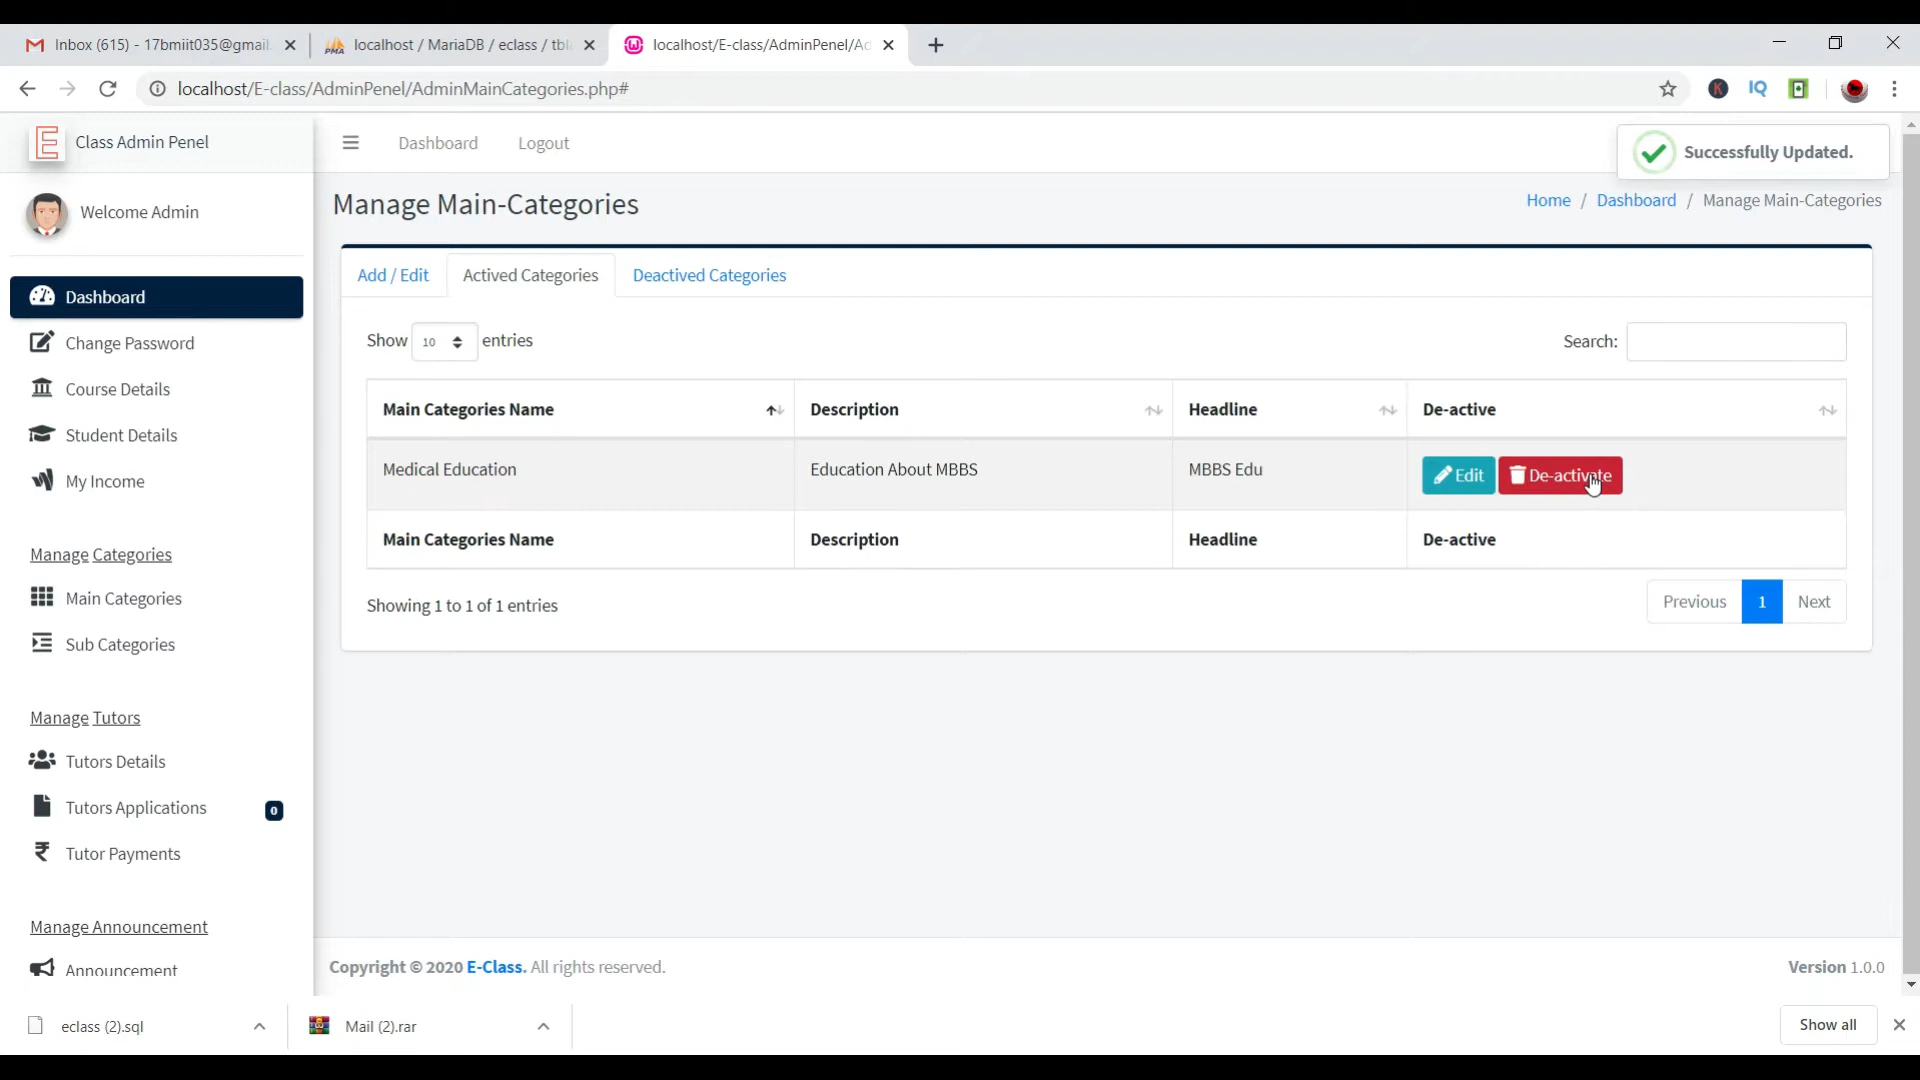 Inbox (615) - 17bmiit035@gmail.
localhost / MariaDB / eclass / tbl
localhost/E-class/AdminPenel/Ad
localhost/E-class/AdminPenel/AdminMainCategories.php#
K
IQ
E
Class Admin Penel
Dashboard
Logout
Successfully Updated.
Welcome Admin
Manage Main-Categories
Home / Dashboard / Manage Main-Categories
Add / Edit
Actived Categories
Deactived Categories
Dashboard
Change Password
Course Details
Student Details
My Income
Manage Categories
Main Categories
Sub Categories
Manage Tutors
Tutors Details
Tutors Applications 0
Tutor Payments
Manage Announcement
Announcement
Show 10 entries
Search:
Main Categories Name Description Headline De-active
Medical Education Education About MBBS MBBS Edu Edit De-activate
Main Categories Name Description Headline De-active
Showing 1 to 1 of 1 entries
Previous 1 Next
Copyright © 2020 E-Class. All rights reserved.
Version 1.0.0
eclass (2).sql
Mail (2).rar
Show all